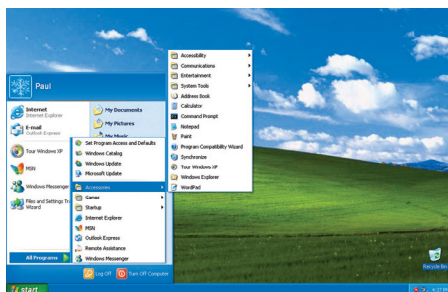 Paul
Internet
Internet Explorer
E-mail
Outlook Express
Tour Windows XP
MSN
Windows Messenger
Files and Settings Tr
Wizard
All Programs
My Documents
My Pictures
My Music
Set Program Access and Defaults
Windows Catalog
Windows Update
Microsoft Update
Accessories
Games
Startup
Internet Explorer
MSN
Outlook Express
Remote Assistance
Windows Messenger
Accessibility
Communications
Entertainment
System Tools
Address Book
Calculator
Command Prompt
Notepad
Paint
Program Compatibility Wizard
Synchronize
Tour Windows XP
Windows Explorer
WordPad
Log Off
Turn Off Computer
Recycle Bin
start